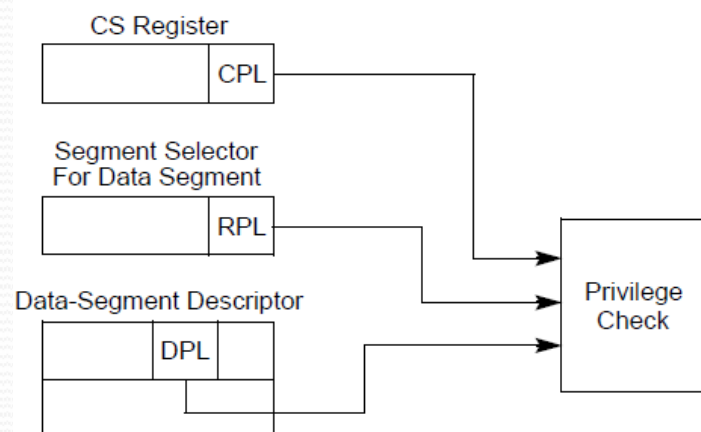 CS Register
CPL
Segment Selector
For Data Segment
RPL
Data-Segment Descriptor
DPL
Privilege
Check